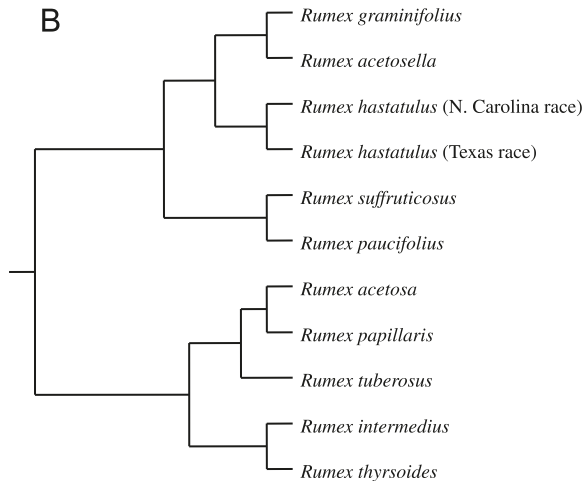 B
Rumex graminifolius
Rumex acetosella
Rumex hastatulus (N. Carolina race)
Rumex hastatulus (Texas race)
Rumex suffruticosus
Rumex paucifolius
Rumex acetosa
Rumex papillaris
Rumex tuberosus
Rumex intermedius
Rumex thyrsoides